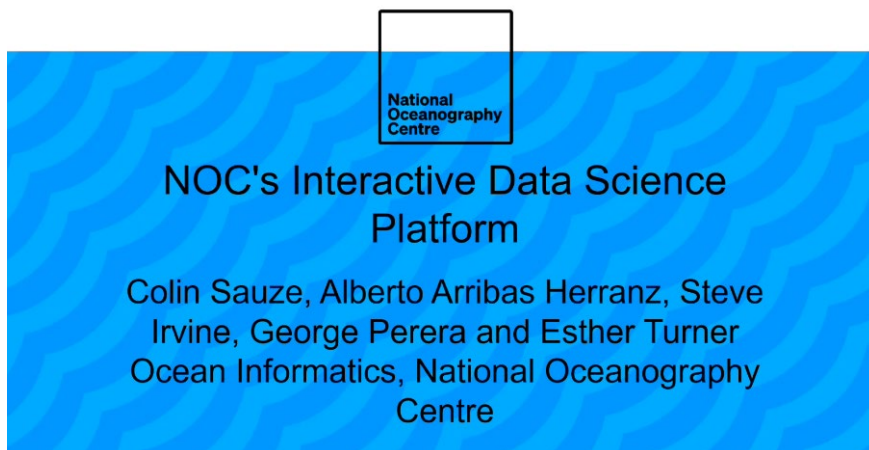 National
Oceanography
Centre
NOC's Interactive Data Science
Platform
Colin Sauze, Alberto Arribas Herranz, Steve
Irvine, George Perera and Esther Turner
Ocean Informatics, National Oceanography
Centre